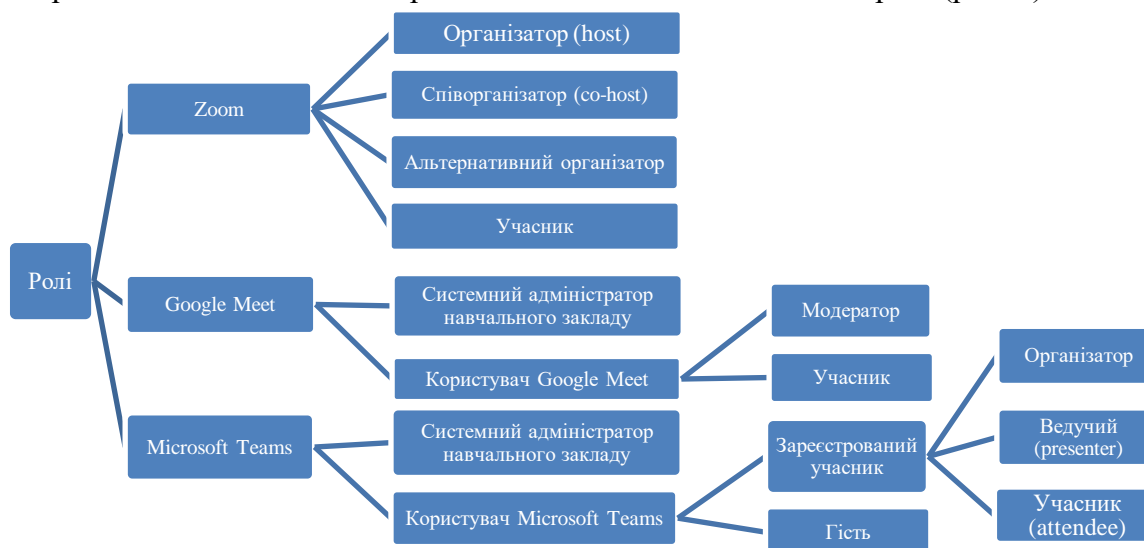 Організатор (host)
Співорганізатор (co-host)
Zoom
Альтернативний організатор
Учасник
Ролі
Google Meet
Системний адміністратор
навчального закладу
Користувач Google Meet
Модератор
Учасник
Microsoft Teams
Системний адміністратор
навчального закладу
Користувач Microsoft Teams
Зареєстрований
учасник
Гість
Організатор
Ведучий
(presenter)
Учасник
(attendee)